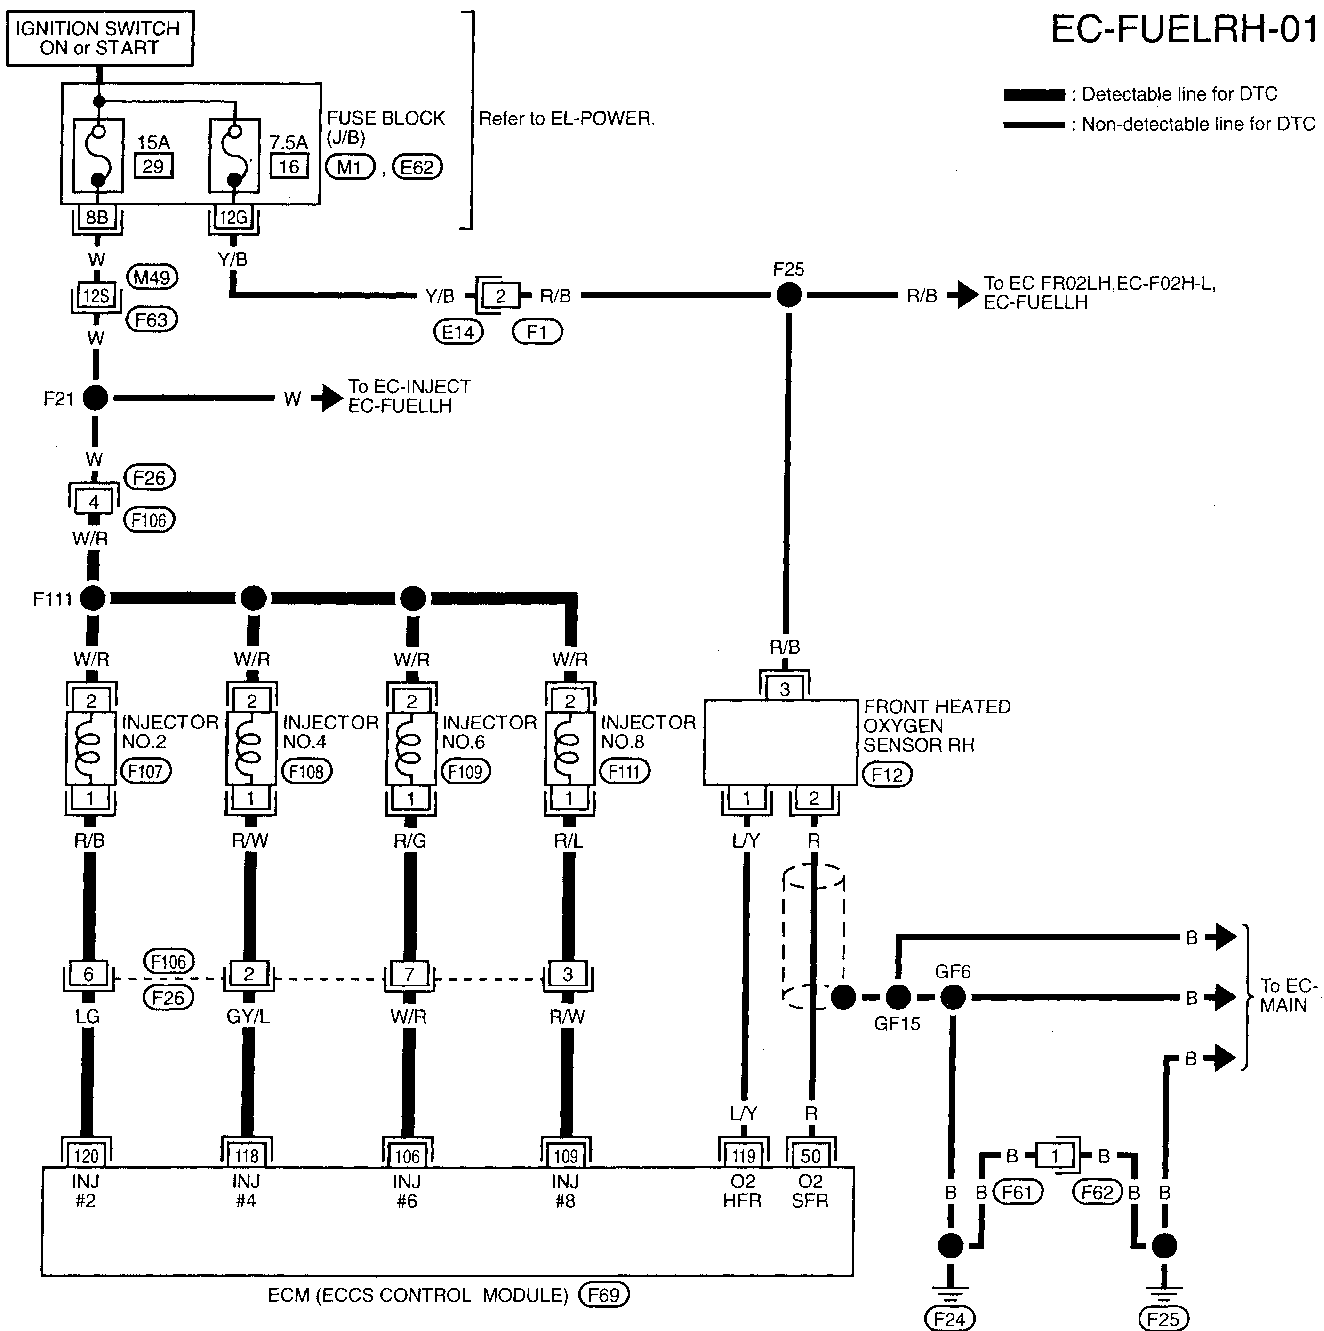 EC-FUELRH-01
IGNITION SWITCH
ON or START
: Detectable line for DTC
: Non-detectable line for DTC
FUSE BLOCK
(J/B)
M1 , E62
Refer to EL-POWER.
15A
29
7.5A
16
8B
12G
W
Y/B
M49
12S
F63
W
Y/B
2
R/B
E14
F1
F25
R/B
To EC FR02LH,EC-F02H-L,
EC-FUELLH
F21
W
To EC-INJECT
EC-FUELLH
W
F26
4
F106
W/R
F111
W/R
W/R
W/R
W/R
R/B
2
2
2
2
3
INJECTOR
NO.2
F107
INJECTOR
NO.4
F108
INJECTOR
NO.6
F109
INJECTOR
NO.8
F111
FRONT HEATED
OXYGEN
SENSOR RH
F12
1
1
1
1
1
2
R/B
R/W
R/G
R/L
L/Y
R
6
F106
F26
2
7
3
LG
GY/L
W/R
R/W
B
GF6
B
GF15
B
To EC-
MAIN
L/Y
R
120
118
106
109
119
50
INJ
#2
INJ
#4
INJ
#6
INJ
#8
O2
HFR
O2
SFR
B
1
B
B
B
F61
F62
B
B
ECM (ECCS CONTROL MODULE) F69
F24
F25